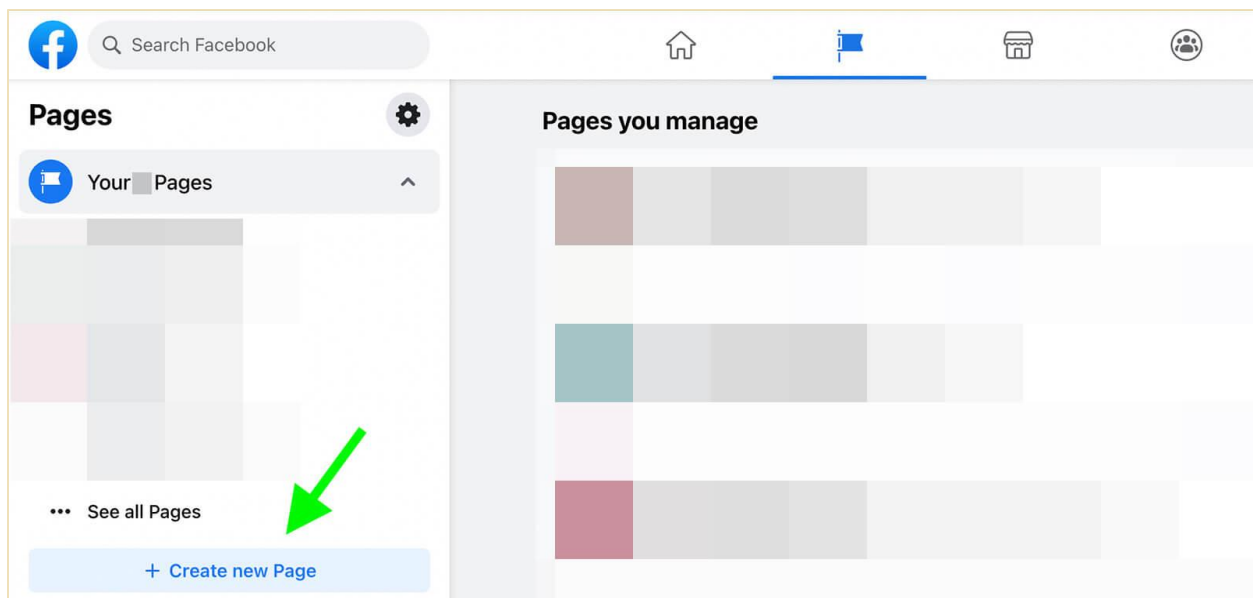 Search Facebook
Pages
Your Pages
See all Pages
+ Create new Page
Pages you manage